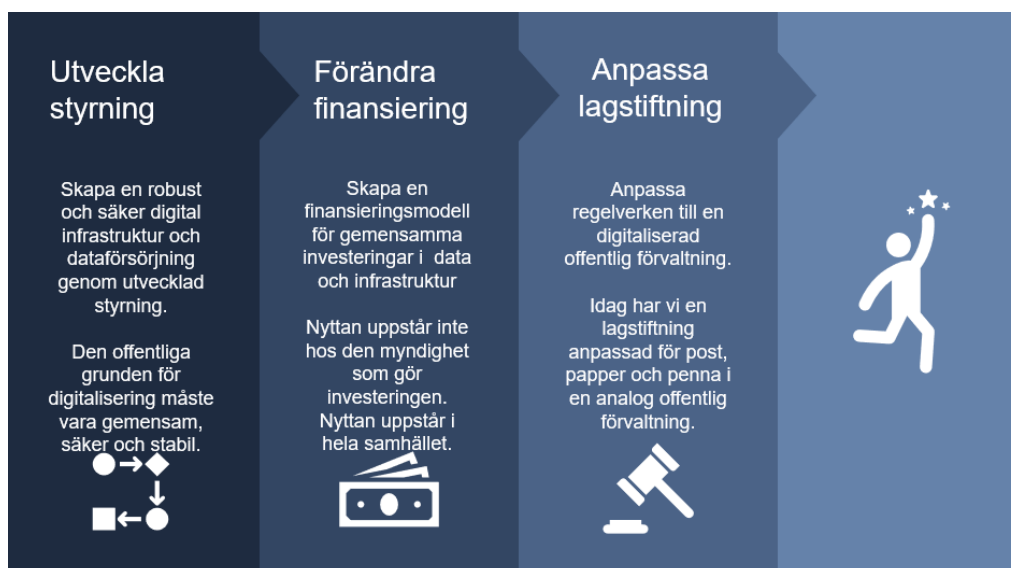 Utveckla
styrning
Skapa en robust
och säker digital
infrastruktur och
dataförsörjning
genom utvecklad
styrning.
Den offentliga
grunden för
digitalisering måste
vara gemensam,
säker och stabil.
Förändra
finansiering
Skapa en
finansieringsmodell
för gemensamma
investeringar i  data
och infrastruktur
Nyttan uppstår inte
hos den myndighet
som gör
investeringen.
Nyttan uppstår i
hela samhället.
Anpassa
lagstiftning
Anpassa
regelverken till en
digitaliserad
offentlig förvaltning.
Idag har vi en
lagstiftning
anpassad för post,
papper och penna i
en analog offentlig
förvaltning.